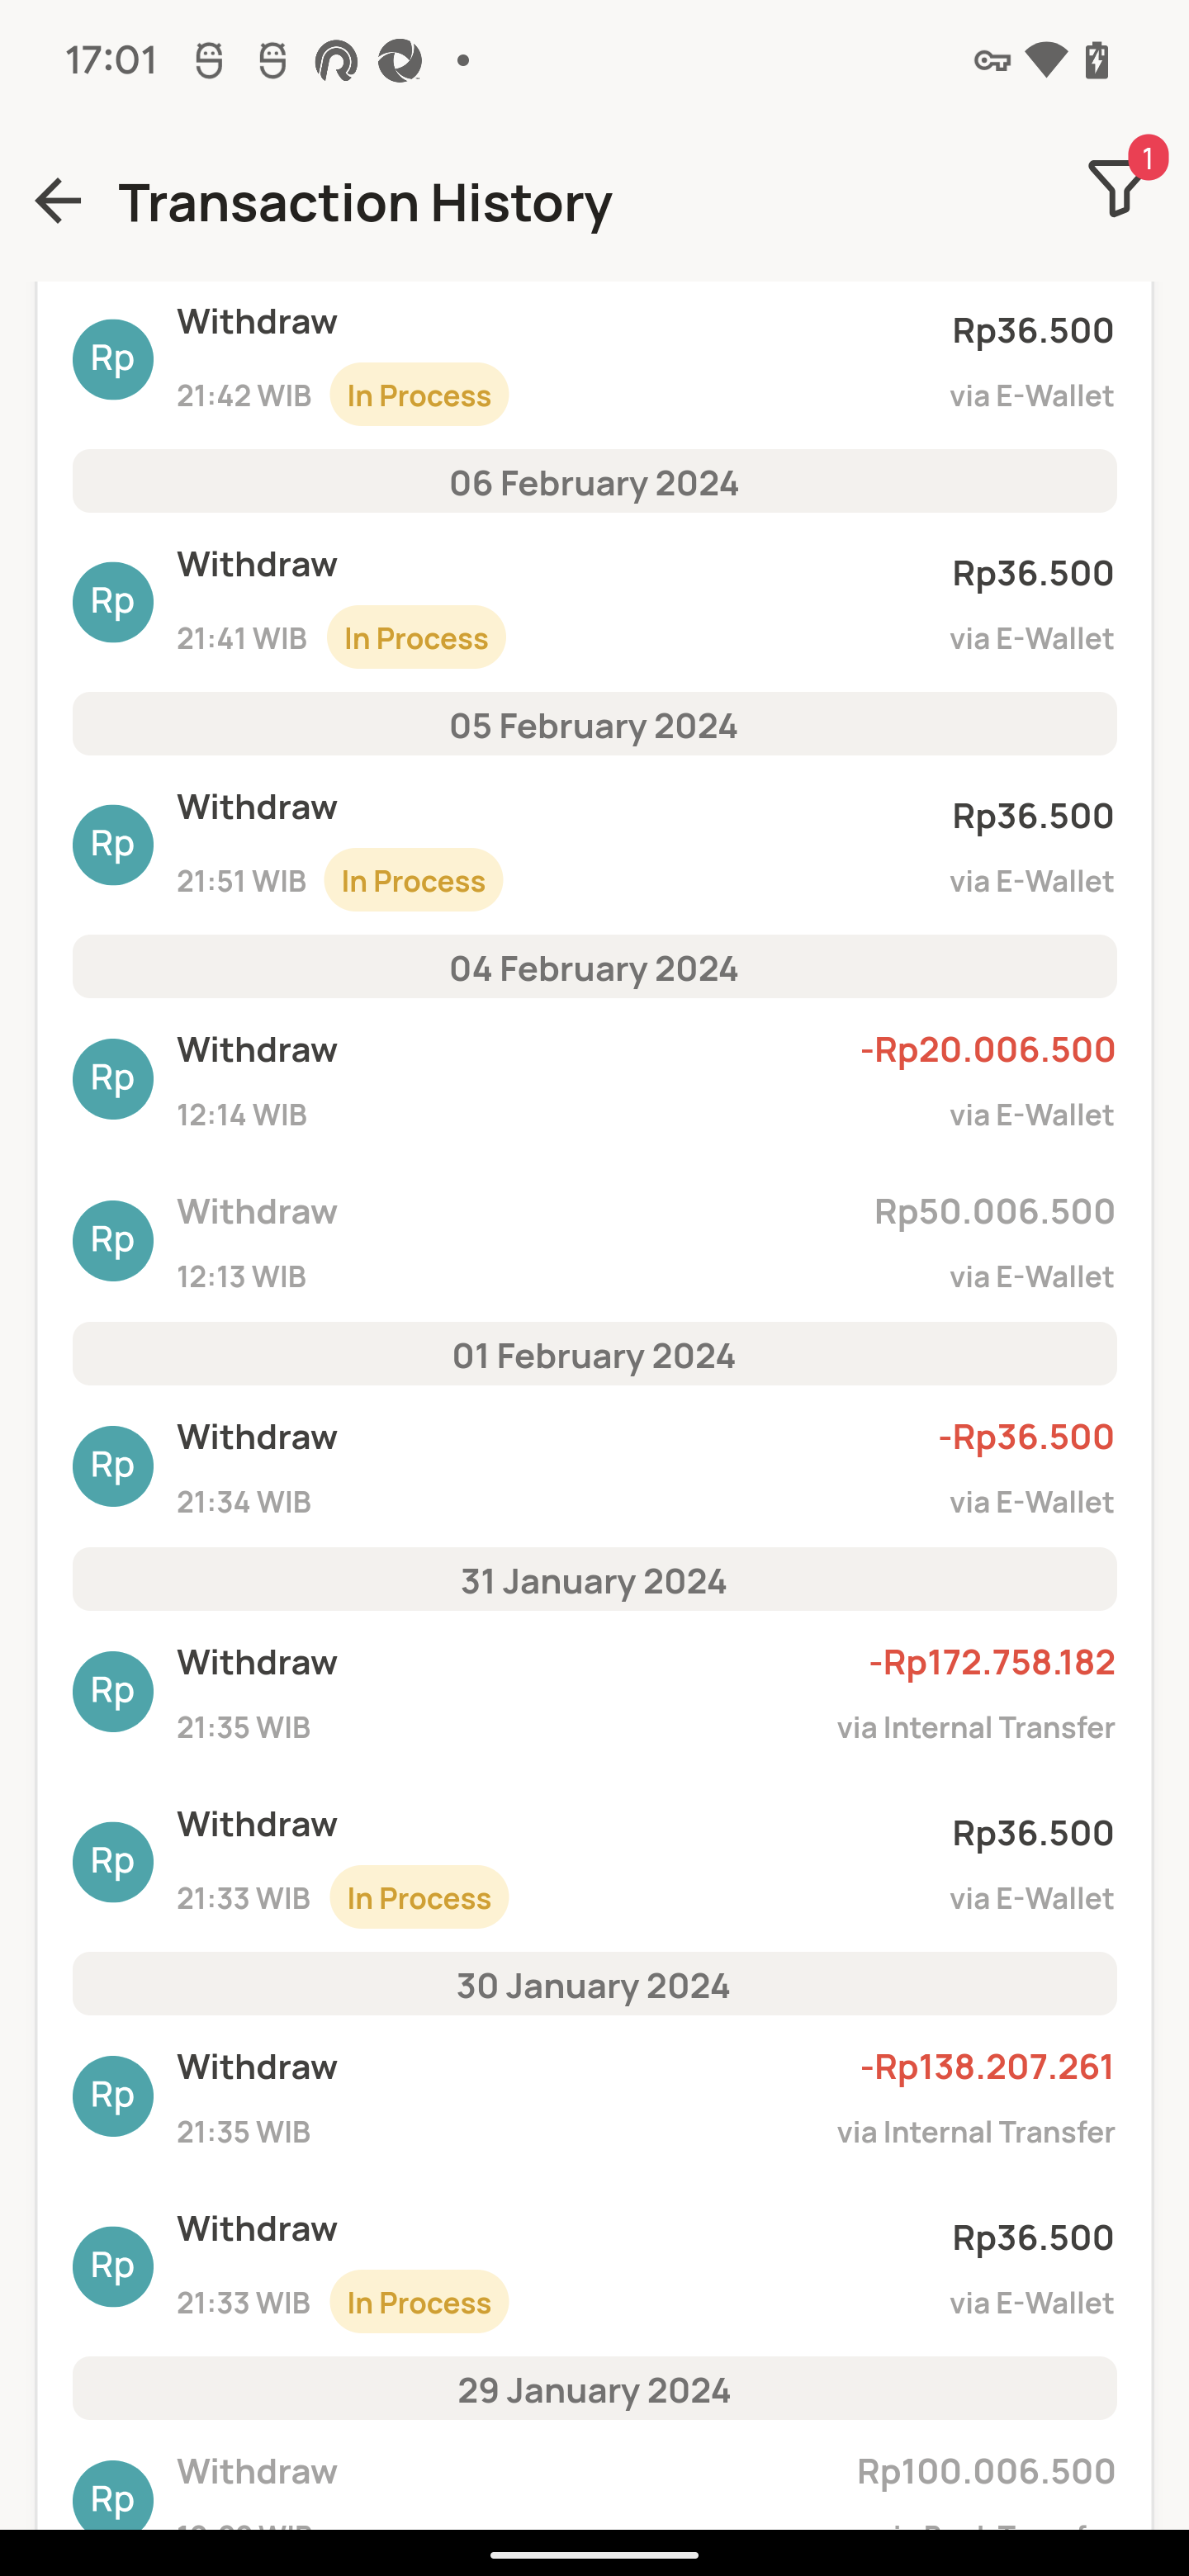 17:01
Transaction History
1
Rp Withdraw Rp36.500
21:42 WIB In Process via E-Wallet
06 February 2024
Rp Withdraw Rp36.500
21:41 WIB In Process via E-Wallet
05 February 2024
Rp Withdraw Rp36.500
21:51 WIB In Process via E-Wallet
04 February 2024
Rp Withdraw -Rp20.006.500
12:14 WIB via E-Wallet
Rp Withdraw Rp50.006.500
12:13 WIB via E-Wallet
01 February 2024
Rp Withdraw -Rp36.500
21:34 WIB via E-Wallet
31 January 2024
Rp Withdraw -Rp172.758.182
21:35 WIB via Internal Transfer
Rp Withdraw Rp36.500
21:33 WIB In Process via E-Wallet
30 January 2024
Rp Withdraw -Rp138.207.261
21:35 WIB via Internal Transfer
Rp Withdraw Rp36.500
21:33 WIB In Process via E-Wallet
29 January 2024
Rp Withdraw Rp100.006.500